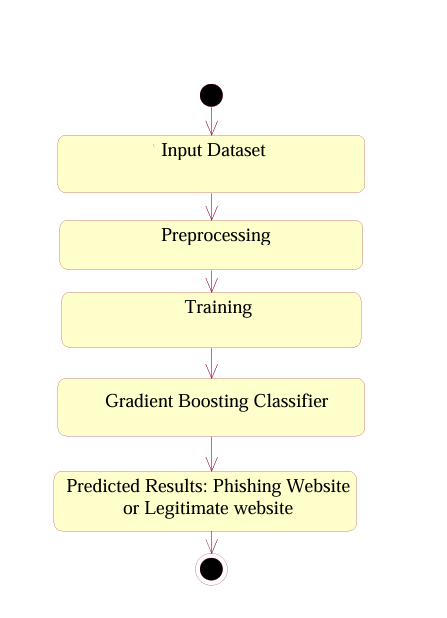 Input Dataset
Preprocessing
Training
Gradient Boosting Classifier
Predicted Results: Phishing Website
or Legitimate website